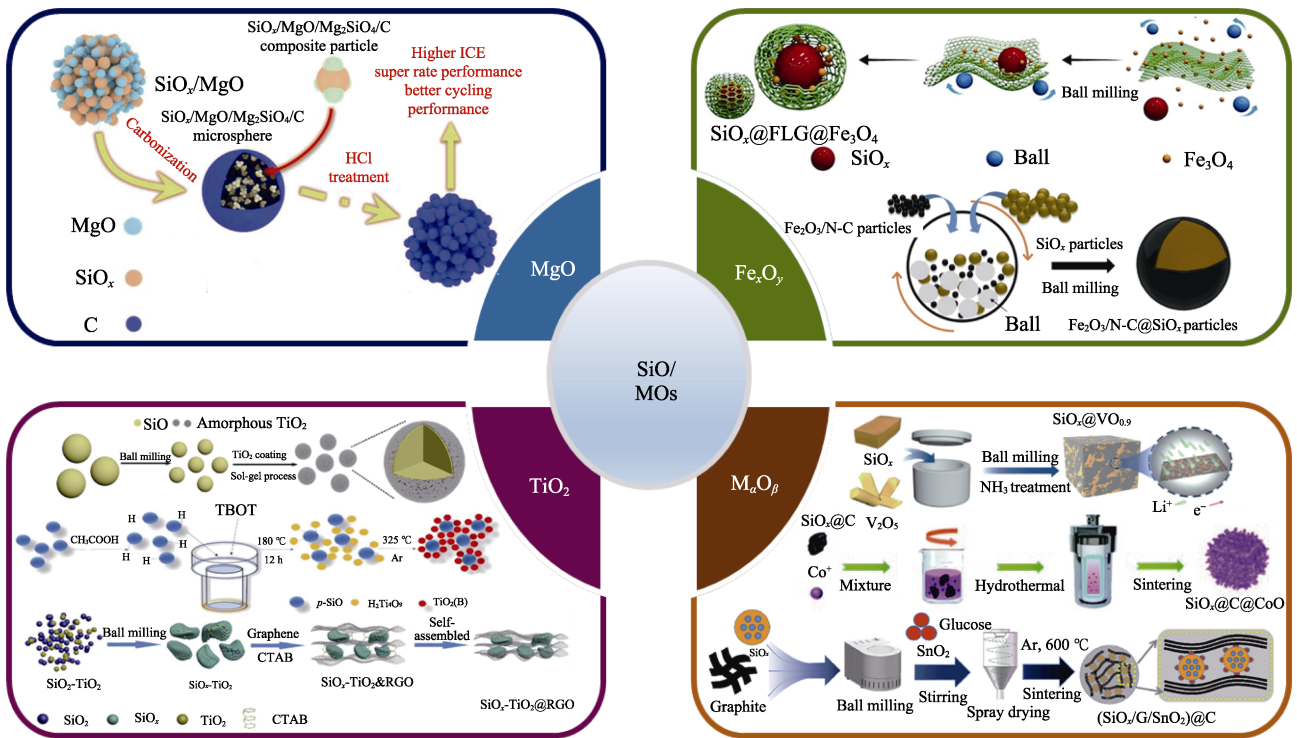 SiOₓ/MgO/Mg₂SiO₄/C
composite particle
SiOₓ/MgO
Higher ICE
super rate performance
better cycling
performance
SiOₓ/MgO/Mg₂SiO₄/C
microsphere
Carbonization
HCl
treatment
MgO
SiOₓ
C
MgO
Ball milling
SiOₓ@FLG@Fe₃O₄
SiOₓ
Ball
Fe₃O₄
Fe₂O₃/N-C particles
SiOₓ particles
Ball milling
Ball
Fe₂O₃/N-C@SiOₓ particles
FeₓOᵧ
SiO/
MOs
SiO
Amorphous TiO₂
Ball milling
TiO₂ coating
Sol-gel process
TBOT
H
H
H
H
H
CH₃COOH
180 ℃
12 h
325 ℃
Ar
p-SiO
H₂Ti₄O₉
TiO₂(B)
Ball milling
Graphene
CTAB
Self-
assembled
SiO₂-TiO₂
SiOₓ-TiO₂
SiOₓ-TiO₂&RGO
SiOₓ-TiO₂@RGO
SiO₂
SiOₓ
TiO₂
CTAB
TiO₂
MαOᵦ
SiOₓ
V₂O₅
Ball milling
NH₃ treatment
SiOₓ@VO₀.₉
Li⁺
e⁻
SiOₓ@C
Co⁺
Mixture
Hydrothermal
Sintering
SiOₓ@C@CoO
SiOₓ
Graphite
Ball milling
Glucose
SnO₂
Stirring
Spray drying
Ar, 600 ℃
Sintering
(SiOₓ/G/SnO₂)@C